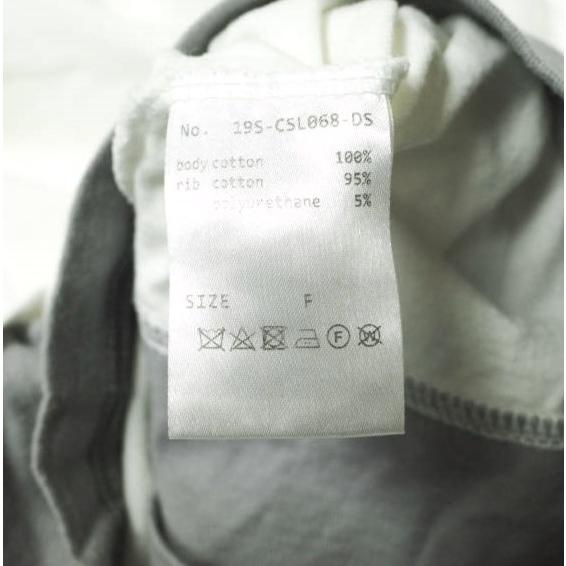 No. 19S-CSL068-DS
body cotton 100%
rib cotton 95%
polyurethane 5%
SIZE F
F W